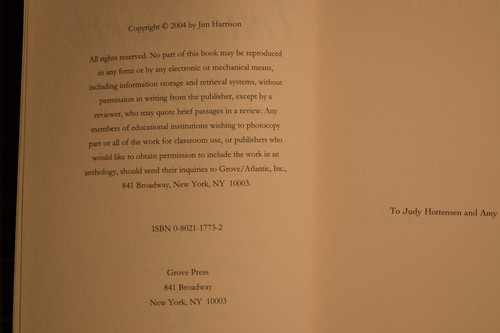 Copyright © 2004 by Jim Harrison
All rights reserved. No part of this book may be reproduced
in any form or by any electronic or mechanical means,
including information storage and retrieval systems, without
permission in writing from the publisher, except by a
reviewer, who may quote brief passages in a review. Any
members of educational institutions wishing to photocopy
part or all of the work for classroom use, or publishers who
would like to obtain permission to include the work in an
anthology, should send their inquiries to Grove/Atlantic, Inc.,
841 Broadway, New York, NY 10003.
ISBN 0-8021-1773-2
Grove Press
841 Broadway
New York, NY 10003
To Judy Hottensen and Amy